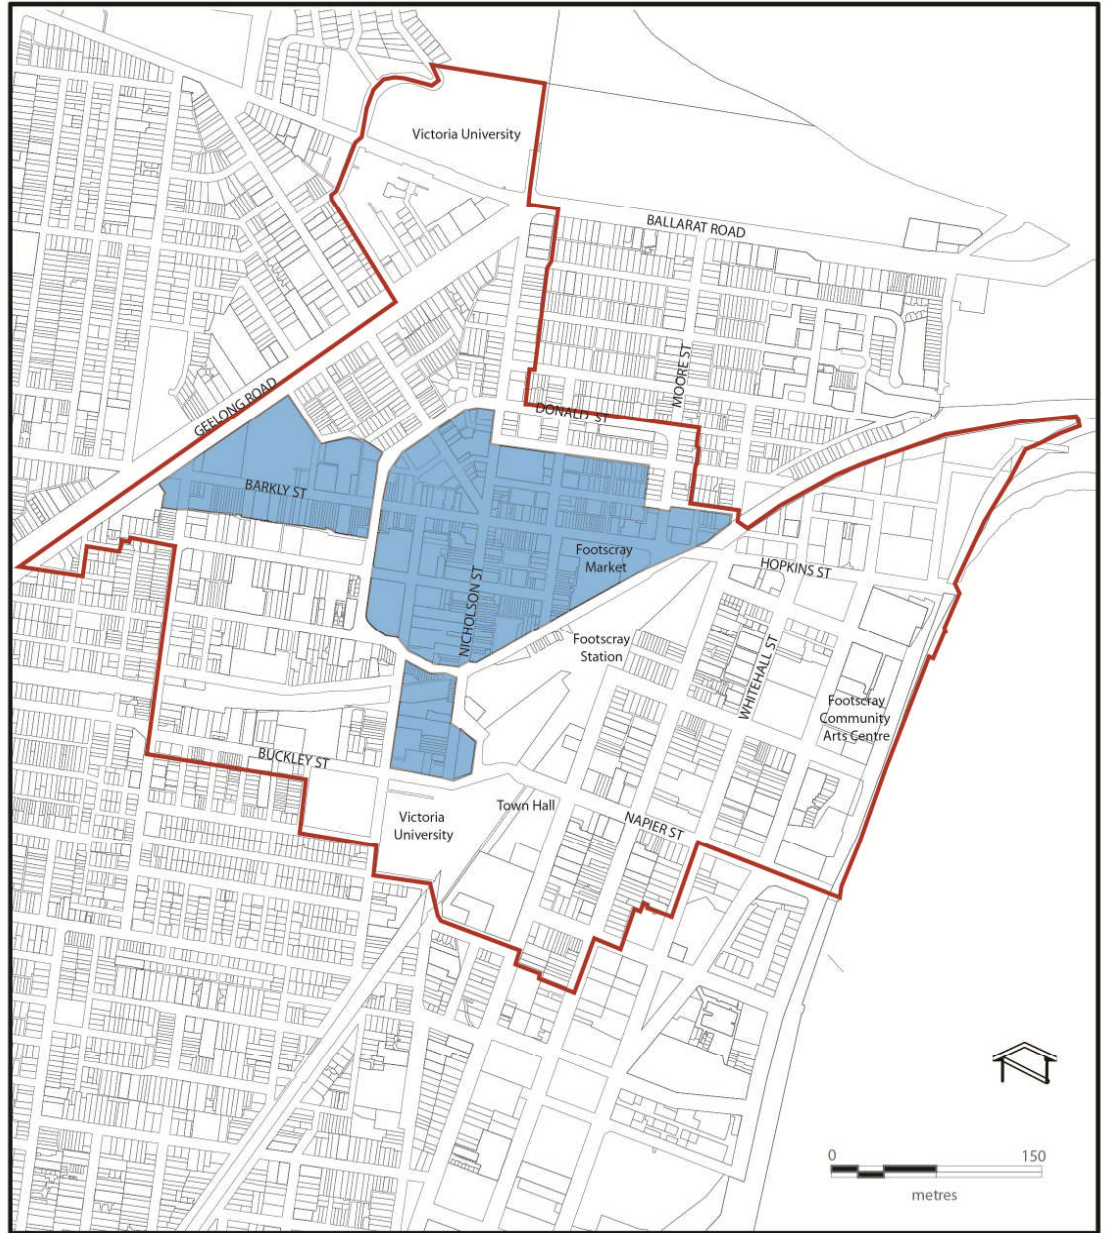 Victoria University
BALLARAT ROAD
MOORE ST
GEELONG ROAD
DONALD ST
BARKLY ST
Footscray
Market
HOPKINS ST
NICHOLSON ST
Footscray
Station
WHITEHALL ST
Footscray
Community
Arts Centre
BUCKLEY ST
Town Hall
Victoria
University
NAPIER ST
0 150
metres